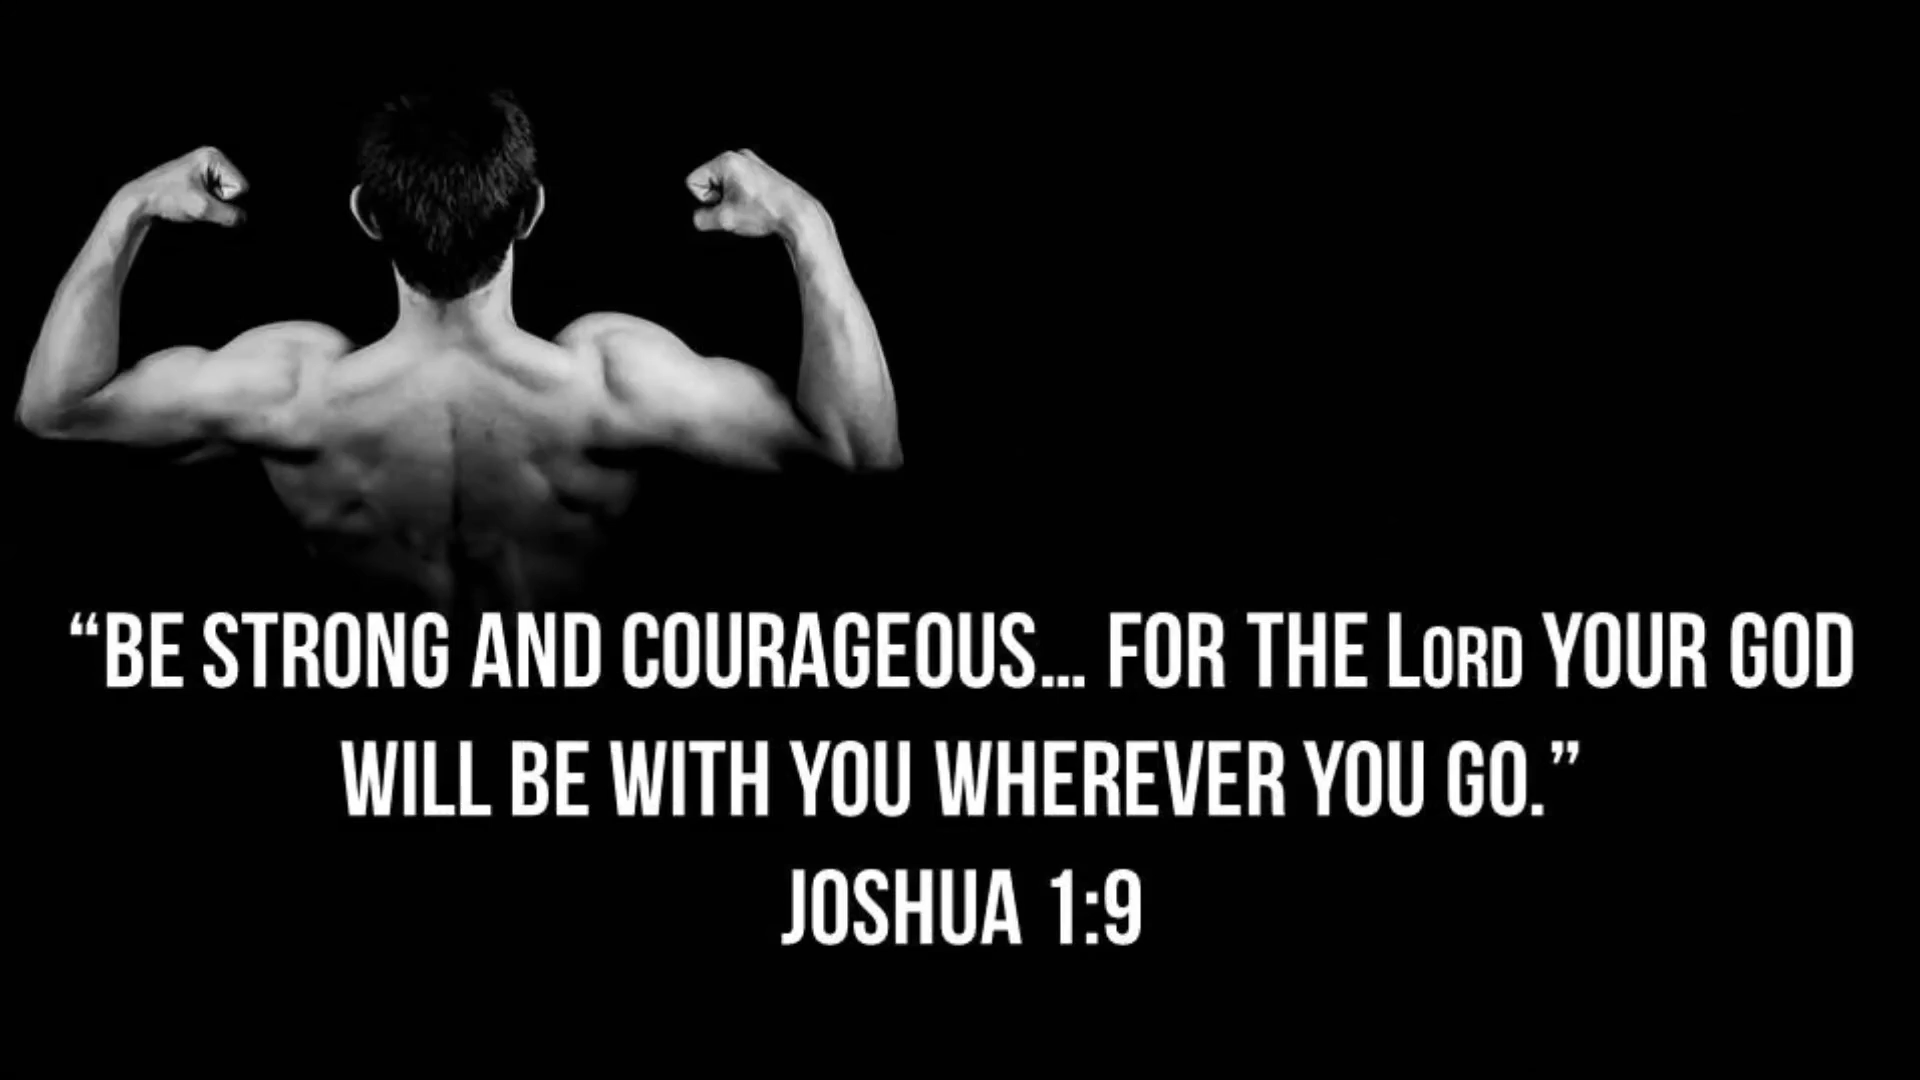 “BE STRONG AND COURAGEOUS... FOR THE LORD YOUR GOD
WILL BE WITH YOU WHEREVER YOU GO.”
JOSHUA 1:9